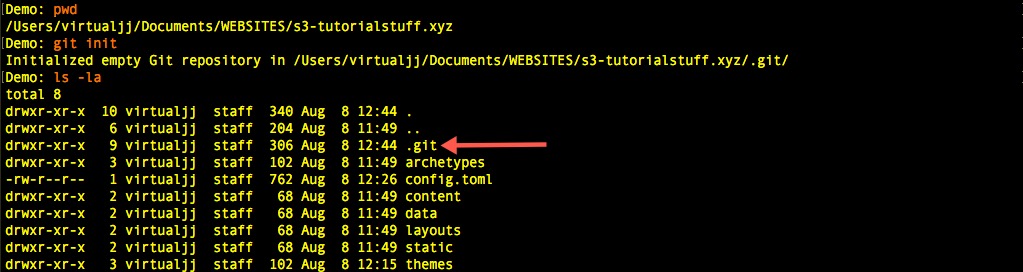 [Demo: pwd
/Users/virtualjj/Documents/WEBSITES/s3-tutorialstuff.xyz
[Demo: git init
Initialized empty Git repository in /Users/virtualjj/Documents/WEBSITES/s3-tutorialstuff.xyz/.git/
[Demo: ls -la
total 8
drwxr-xr-x  10 virtualjj  staff  340 Aug  8 12:44 .
drwxr-xr-x   6 virtualjj  staff  204 Aug  8 11:49 ..
drwxr-xr-x   9 virtualjj  staff  306 Aug  8 12:44 .git
drwxr-xr-x   3 virtualjj  staff  102 Aug  8 11:49 archetypes
-rw-r--r--   1 virtualjj  staff  762 Aug  8 12:26 config.toml
drwxr-xr-x   2 virtualjj  staff   68 Aug  8 11:49 content
drwxr-xr-x   2 virtualjj  staff   68 Aug  8 11:49 data
drwxr-xr-x   2 virtualjj  staff   68 Aug  8 11:49 layouts
drwxr-xr-x   2 virtualjj  staff   68 Aug  8 11:49 static
drwxr-xr-x   3 virtualjj  staff  102 Aug  8 12:15 themes